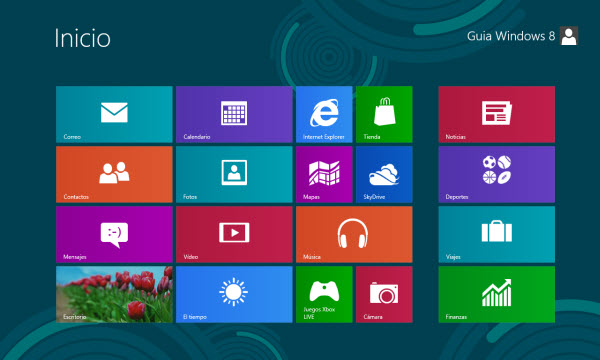 Inicio
Guia Windows 8
Correo
Calendario
Internet Explorer
Tienda
Noticias
Contactos
Fotos
Mapas
SkyDrive
Deportes
:-)
Mensajes
Vídeo
Música
Viajes
Escritorio
El tiempo
Juegos Xbox
LIVE
Cámara
Finanzas